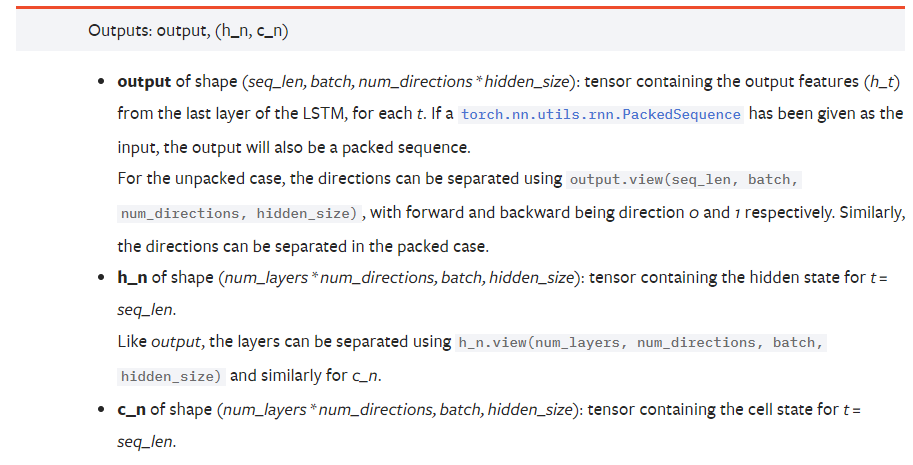 Outputs: output, (h_n, c_n)
• output of shape (seq_len, batch, num_directions * hidden_size): tensor containing the output features (h_t)
from the last layer of the LSTM, for each t. If a torch.nn.utils.rnn.PackedSequence has been given as the
input, the output will also be a packed sequence.
For the unpacked case, the directions can be separated using output.view(seq_len, batch,
num_directions, hidden_size) , with forward and backward being direction 0 and 1 respectively. Similarly,
the directions can be separated in the packed case.
• h_n of shape (num_layers * num_directions, batch, hidden_size): tensor containing the hidden state for t =
seq_len.
Like output, the layers can be separated using h_n.view(num_layers, num_directions, batch,
hidden_size) and similarly for c_n.
• c_n of shape (num_layers * num_directions, batch, hidden_size): tensor containing the cell state for t =
seq_len.